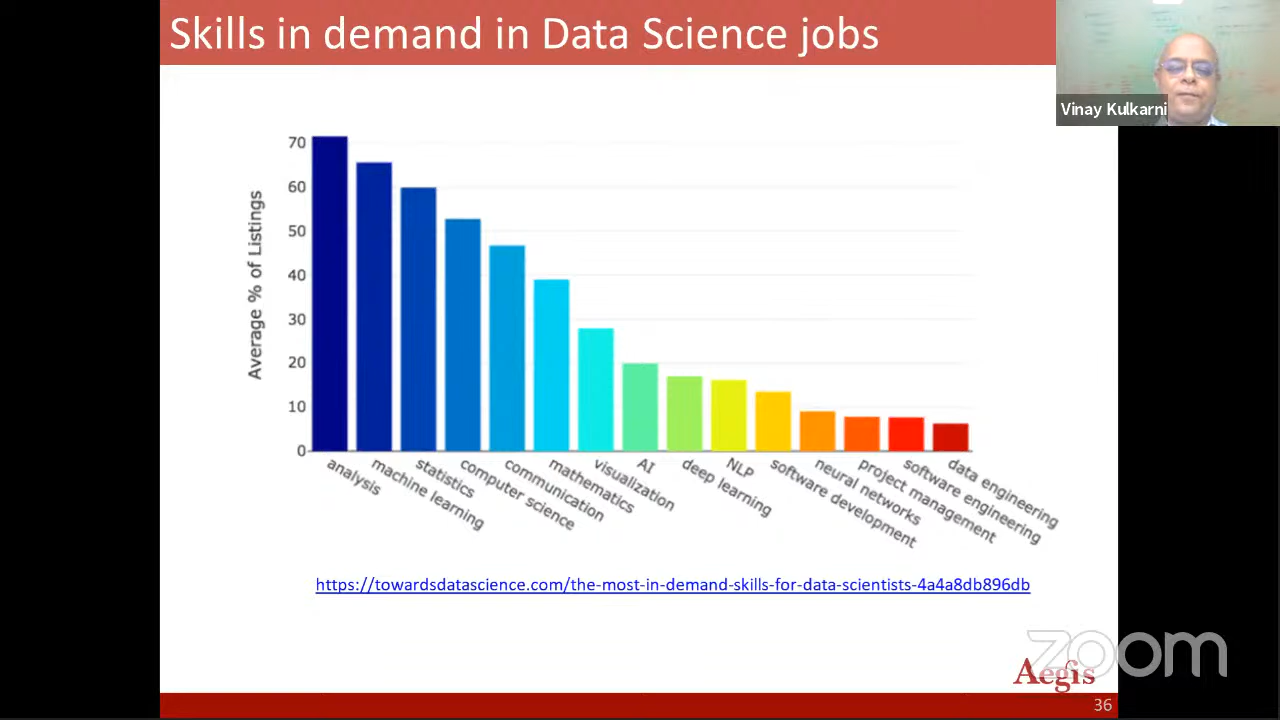 Skills in demand in Data Science jobs
Vinay Kulkarni
Average % of Listings
70
60
50
40
30
20
10
0
analysis
machine learning
statistics
computer science
communication
mathematics
visualization
AI
deep learning
NLP
software development
neural networks
project management
software engineering
data engineering
https://towardsdatascience.com/the-most-in-demand-skills-for-data-scientists-4a4a8db896db
zoom
Aegis
36